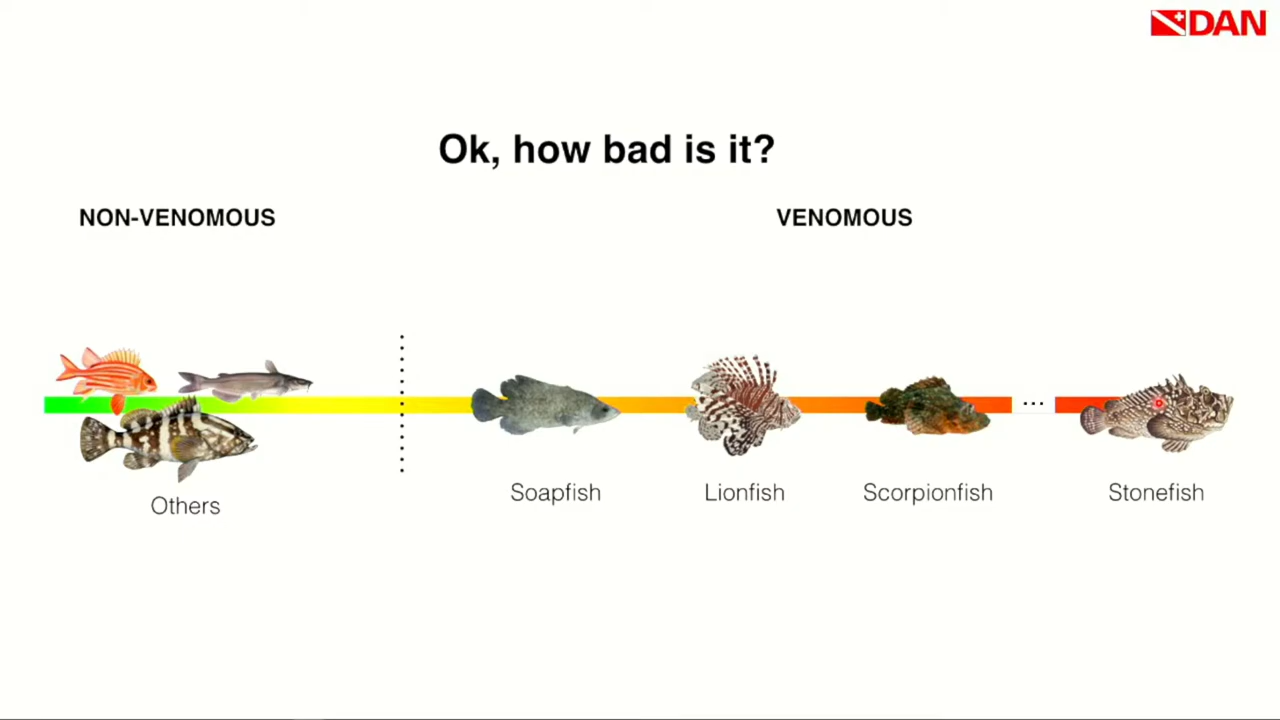 DAN
Ok, how bad is it?
NON-VENOMOUS
VENOMOUS
...
Others
Soapfish
Lionfish
Scorpionfish
Stonefish